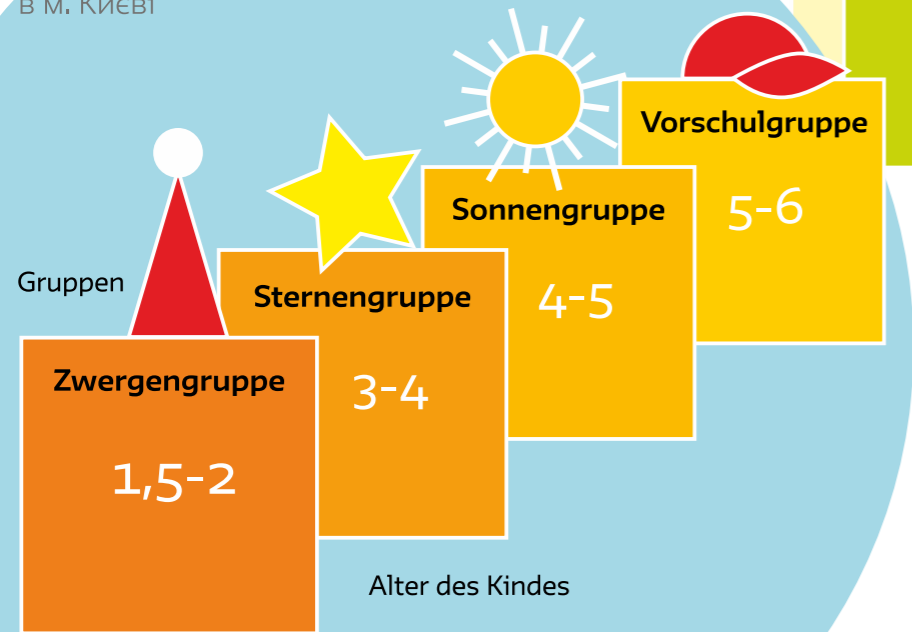 в м. Києві
Vorschulgruppe
5-6
Sonnengruppe
4-5
Gruppen
Sternengruppe
3-4
Zwergengruppe
1,5-2
Alter des Kindes